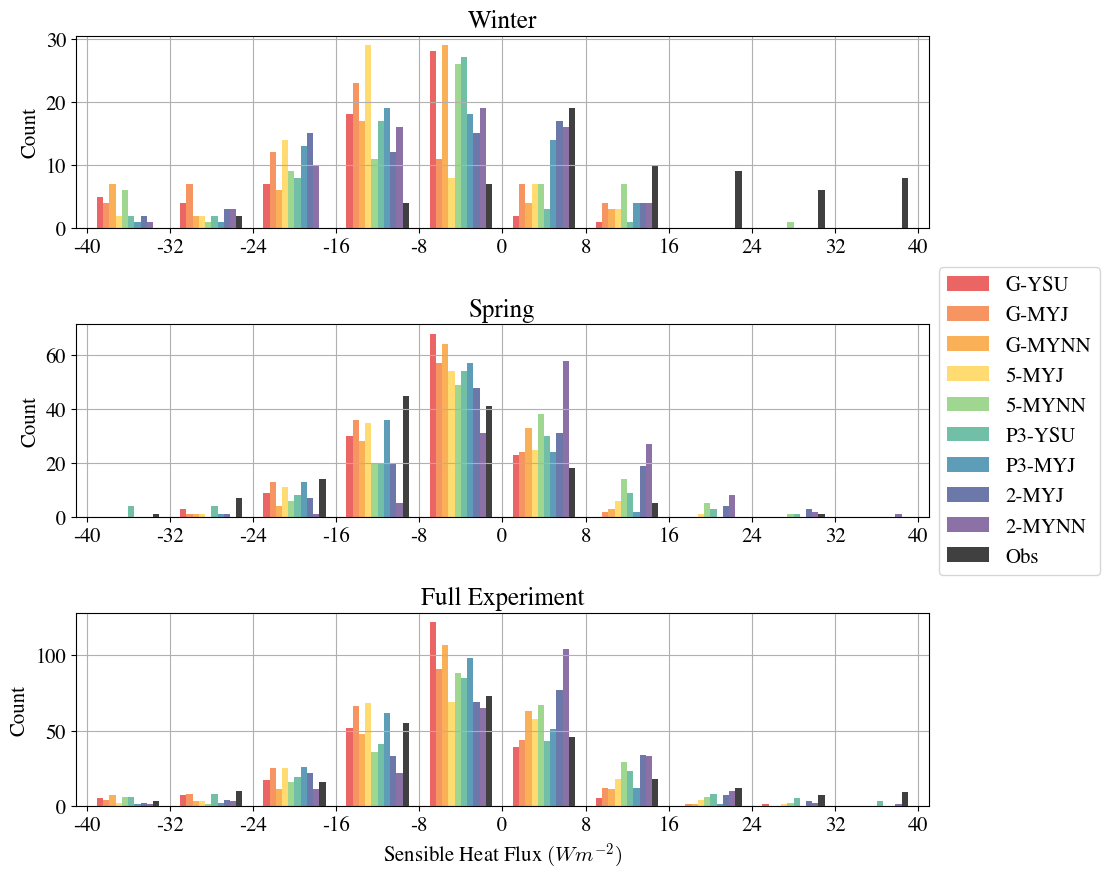 Winter
Count
30
20
10
0
-40 -32 -24 -16 -8 0 8 16 24 32 40
Spring
Count
60
40
20
0
-40 -32 -24 -16 -8 0 8 16 24 32 40
G-YSU
G-MYJ
G-MYNN
5-MYJ
5-MYNN
P3-YSU
P3-MYJ
2-MYJ
2-MYNN
Obs
Full Experiment
Count
100
50
0
-40 -32 -24 -16 -8 0 8 16 24 32 40
Sensible Heat Flux (Wm⁻²)